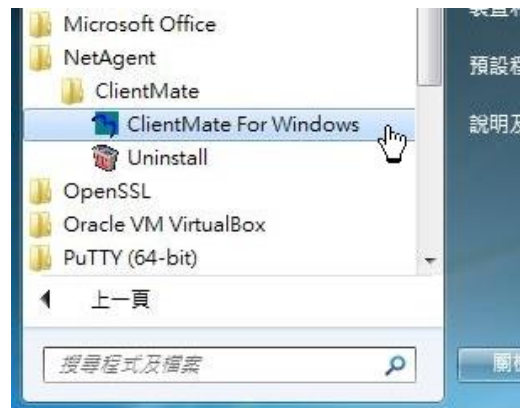 Microsoft Office
NetAgent
ClientMate
ClientMate For Windows
Uninstall
OpenSSL
Oracle VM VirtualBox
PuTTY (64-bit)
上一頁
搜尋程式及檔案
預設程
說明及